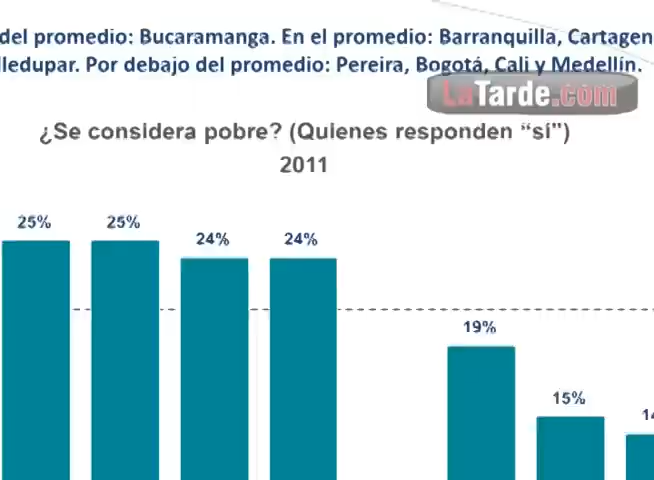 del promedio: Bucaramanga. En el promedio: Barranquilla, Cartagen
lledupar. Por debajo del promedio: Pereira, Bogotá, Cali y Medellín.
LaTarde.com
¿Se considera pobre? (Quienes responden “sí”)
2011
25% 25% 24% 24% 19% 15% 14